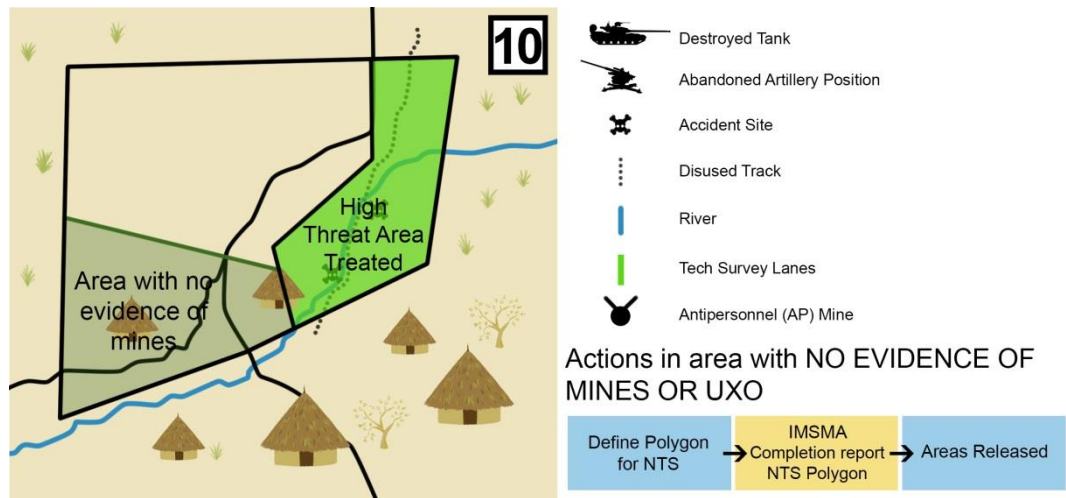 10
High
Threat Area
Treated
Area with no
evidence of
mines
Destroyed Tank
Abandoned Artillery Position
Accident Site
Disused Track
River
Tech Survey Lanes
Antipersonnel (AP) Mine
Actions in area with NO EVIDENCE OF
MINES OR UXO
Define Polygon
for NTS
IMSMA
Completion report
NTS Polygon
Areas Released